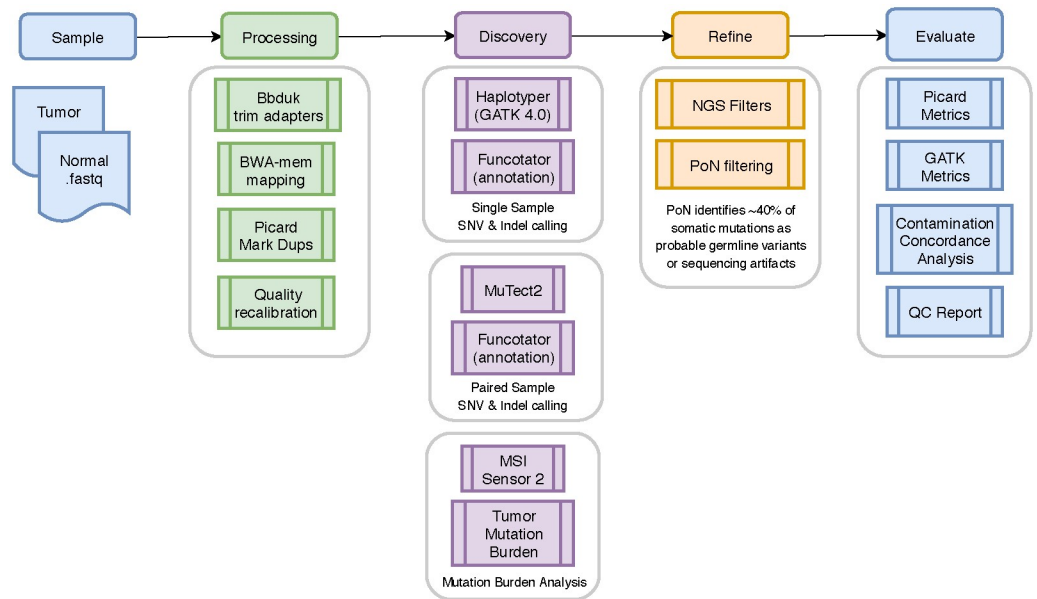 Sample
Processing
Discovery
Refine
Evaluate
Tumor
Normal
.fastq
Bbduk
trim adapters
BWA-mem
mapping
Picard
Mark Dups
Quality
recalibration
Haplotyper
(GATK 4.0)
Funcotator
(annotation)
Single Sample
SNV & Indel calling
MuTect2
Funcotator
(annotation)
Paired Sample
SNV & Indel calling
MSI
Sensor 2
Tumor
Mutation
Burden
Mutation Burden Analysis
NGS Filters
PoN filtering
PoN identifies ~40% of
somatic mutations as
probable germline variants
or sequencing artifacts
Picard
Metrics
GATK
Metrics
Contamination
Concordance
Analysis
QC Report